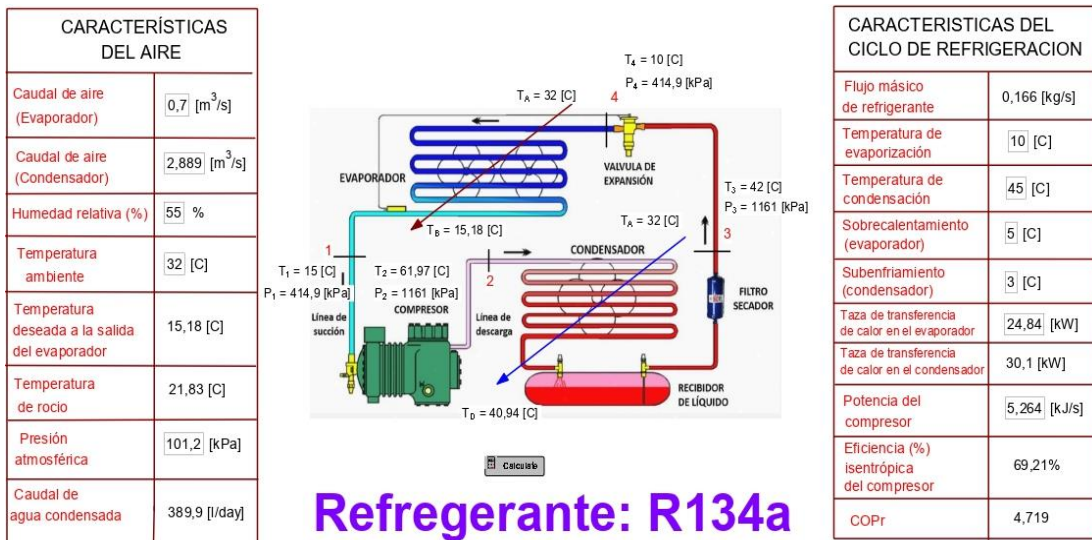 CARACTERÍSTICAS
DEL AIRE
Caudal de aire
(Evaporador)
0,7 [m³/s]
Caudal de aire
(Condensador)
2,889 [m³/s]
Humedad relativa (%)
55 %
Temperatura
ambiente
32 [C]
Temperatura
deseada a la salida
del evaporador
15,18 [C]
Temperatura
de rocio
21,83 [C]
Presión
atmosférica
101,2 [kPa]
Caudal de
agua condensada
389,9 [l/day]
T4 = 10 [C]
P4 = 414,9 [kPa]
TA = 32 [C]
4
EVAPORADOR
VALVULA DE
EXPANSIÓN
T3 = 42 [C]
P3 = 1161 [kPa]
TB = 15,18 [C]
TA = 32 [C]
1
2
3
CONDENSADOR
T1 = 15 [C]
P1 = 414,9 [kPa]
T2 = 61,97 [C]
P2 = 1161 [kPa]
COMPRESOR
Línea de
succión
Línea de
descarga
FILTRO
SECADOR
RECIBIDOR
DE LÍQUIDO
TD = 40,94 [C]
Calculate
Refregerante: R134a
CARACTERISTICAS DEL
CICLO DE REFRIGERACION
Flujo másico
de refrigerante
0,166 [kg/s]
Temperatura de
evaporización
10 [C]
Temperatura de
condensación
45 [C]
Sobrecalentamiento
(evaporador)
5 [C]
Subenfriamiento
(condensador)
3 [C]
Taza de transferencia
de calor en el evaporador
24,84 [kW]
Taza de transferencia
de calor en el condensador
30,1 [kW]
Potencia del
compresor
5,264 [kJ/s]
Eficiencia (%)
isentrópica
del compresor
69,21%
COPr
4,719